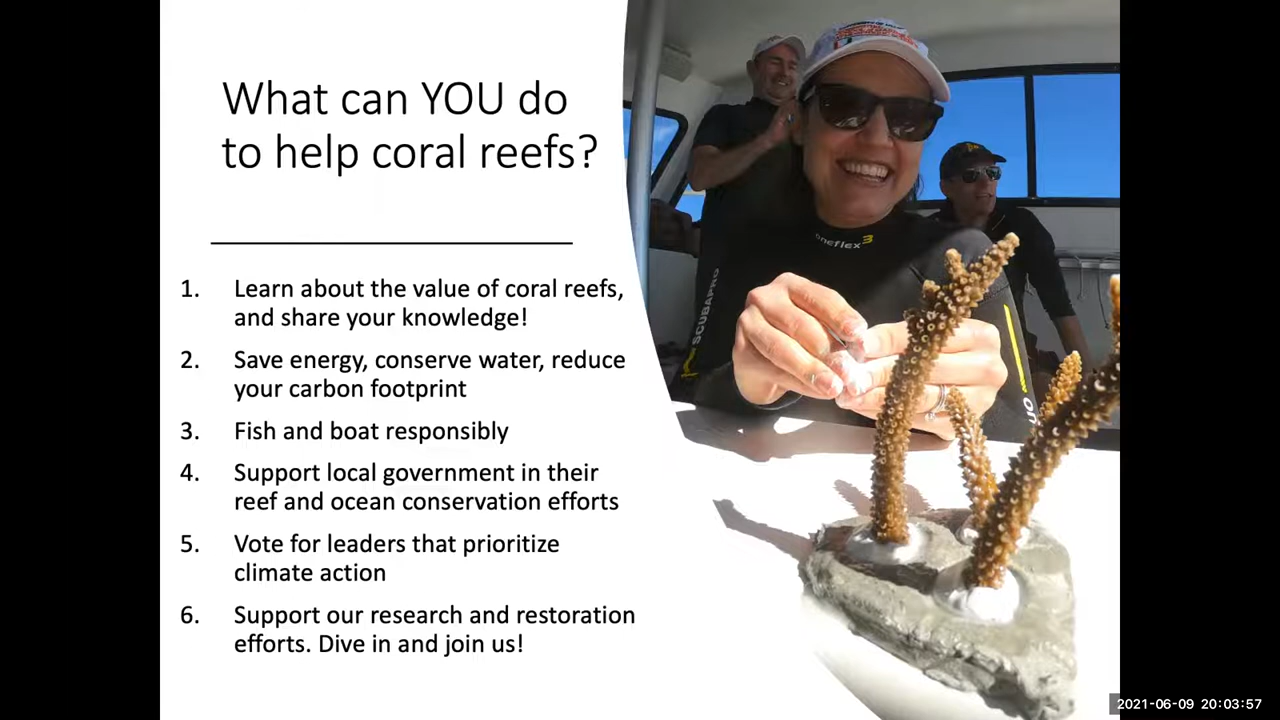 What can YOU do
to help coral reefs?
1. Learn about the value of coral reefs,
and share your knowledge!
2. Save energy, conserve water, reduce
your carbon footprint
3. Fish and boat responsibly
4. Support local government in their
reef and ocean conservation efforts
5. Vote for leaders that prioritize
climate action
6. Support our research and restoration
efforts. Dive in and join us!
oneflex 3
SCUBAPRO
2021-06-09 20:03:57